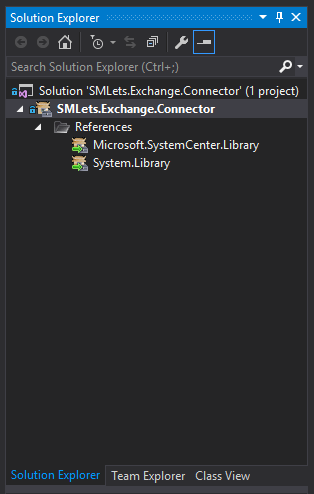 Solution Explorer
Search Solution Explorer (Ctrl+;)
Solution 'SMLets.Exchange.Connector' (1 project)
SMLets.Exchange.Connector
References
Microsoft.SystemCenter.Library
System.Library
Solution Explorer Team Explorer Class View